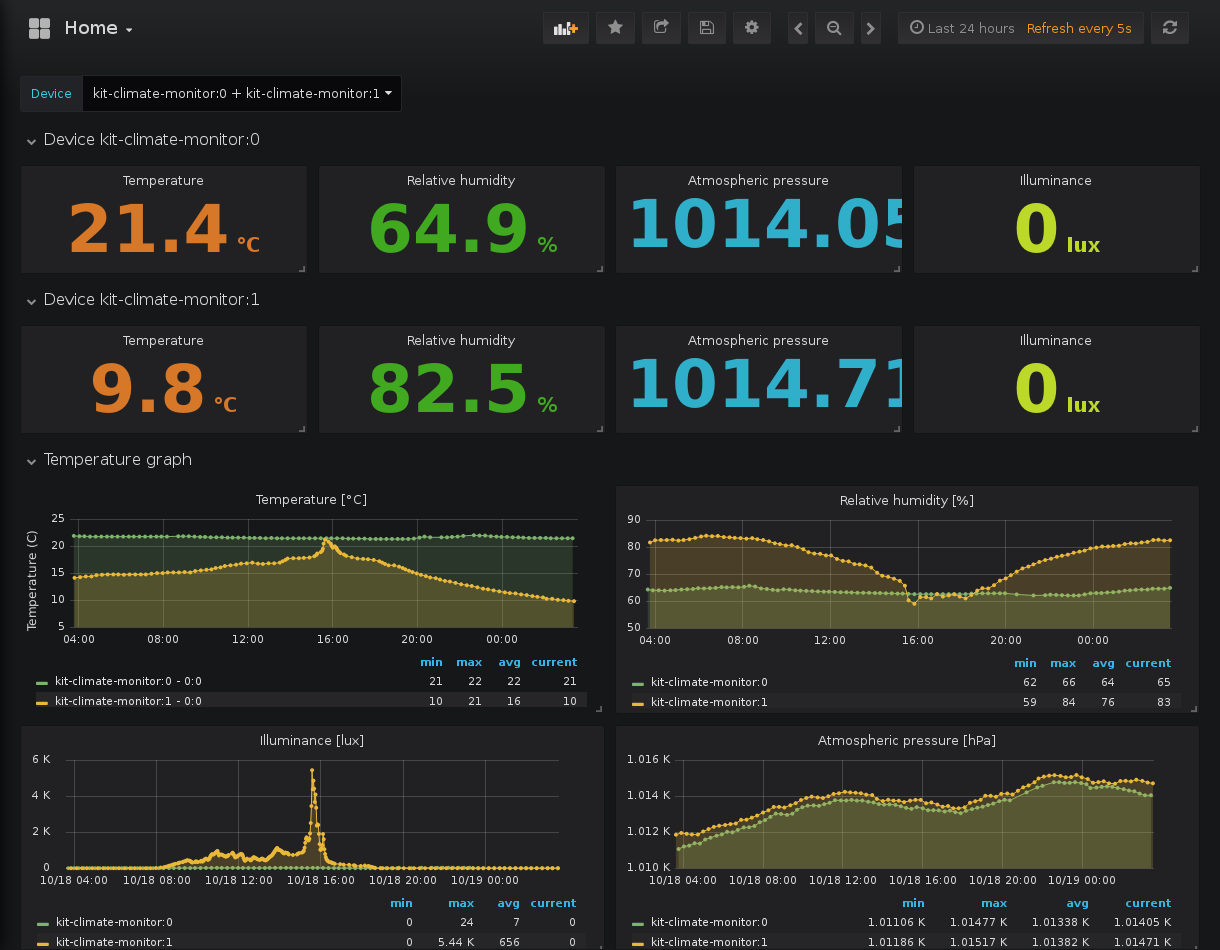 Home
Last 24 hours Refresh every 5s
Device kit-climate-monitor:0 + kit-climate-monitor:1
Device kit-climate-monitor:0
Temperature Relative humidity Atmospheric pressure Illuminance
21.4 °C 64.9 % 1014.05 0 lux
Device kit-climate-monitor:1
Temperature Relative humidity Atmospheric pressure Illuminance
9.8 °C 82.5 % 1014.71 0 lux
Temperature graph
Temperature [°C]
Temperature (C)
25
20
15
10
5
04:00 08:00 12:00 16:00 20:00 00:00
min max avg current
kit-climate-monitor:0 - 0:0 21 22 22 21
kit-climate-monitor:1 - 0:0 10 21 16 10
Relative humidity [%]
90
80
70
60
50
04:00 08:00 12:00 16:00 20:00 00:00
min max avg current
kit-climate-monitor:0 62 66 64 65
kit-climate-monitor:1 59 84 76 83
Illuminance [lux]
6 K
4 K
2 K
0
10/18 04:00 10/18 08:00 10/18 12:00 10/18 16:00 10/18 20:00 10/19 00:00
min max avg current
kit-climate-monitor:0 0 24 7 0
kit-climate-monitor:1 0 5.44 K 656 0
Atmospheric pressure [hPa]
1.016 K
1.014 K
1.012 K
1.010 K
10/18 04:00 10/18 08:00 10/18 12:00 10/18 16:00 10/18 20:00 10/19 00:00
min max avg current
kit-climate-monitor:0 1.01106 K 1.01477 K 1.01338 K 1.01405 K
kit-climate-monitor:1 1.01186 K 1.01517 K 1.01382 K 1.01471 K